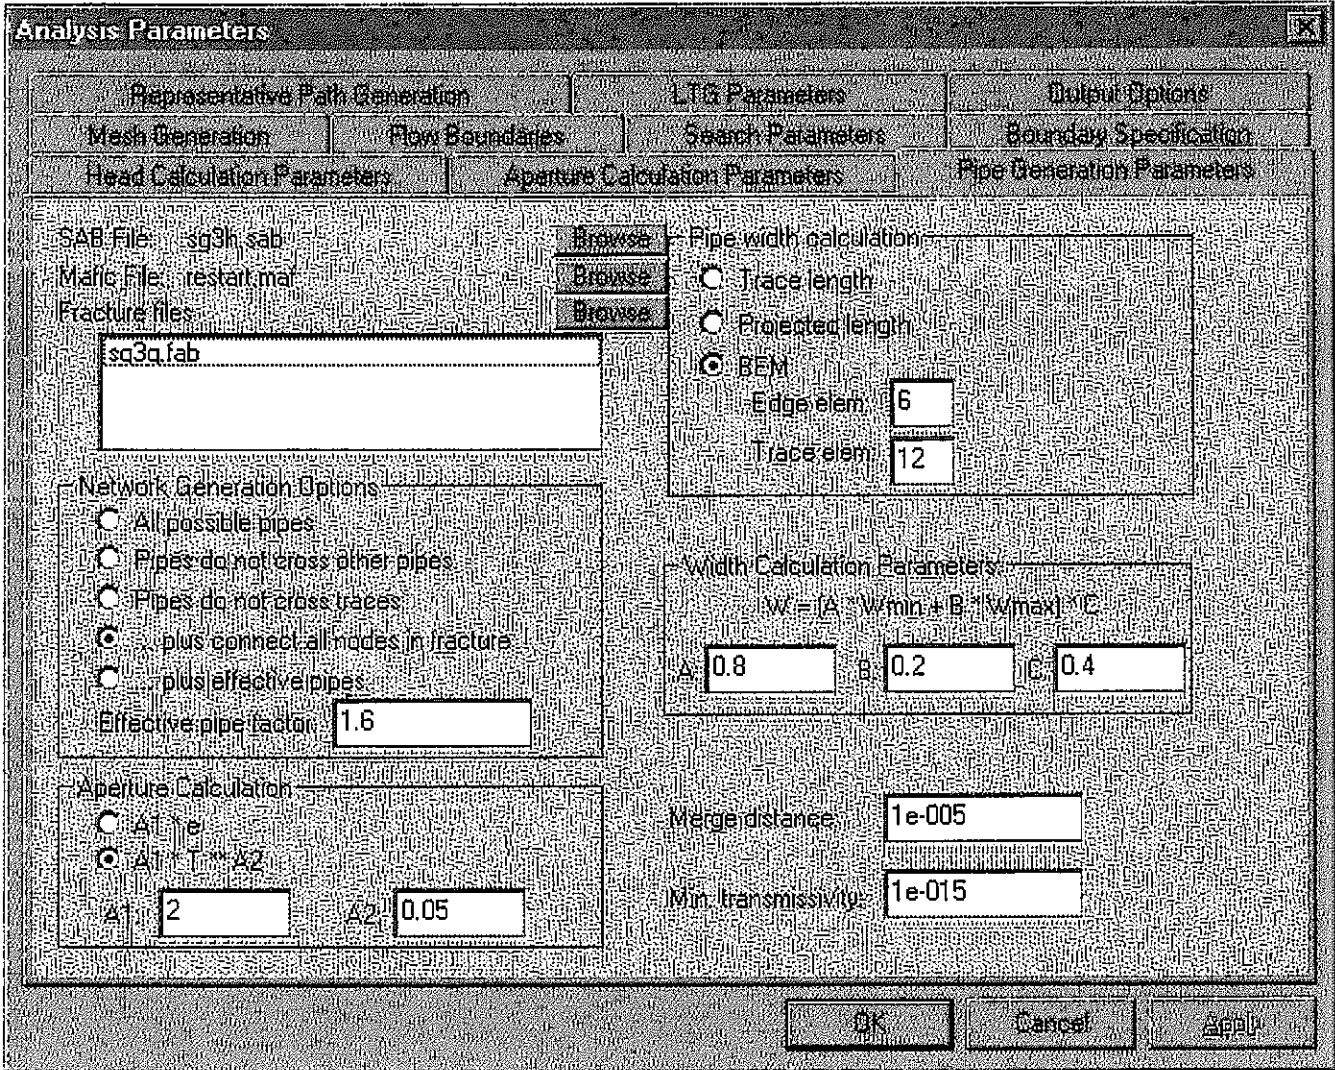 Analysis Parameters
Representative Path Generation LTG Parameters Output Options
Mesh Generation Flow Boundaries Search Parameters Boundary Specification
Head Calculation Parameters Aperture Calculation Parameters Pipe Generation Parameters
SAB File: sg3h.sab Browse
Mafic File: restart.maf Browse
Fracture files Browse
sg3g.fab
Network Generation Options
All possible pipes
Pipes do not cross other pipes
Pipes do not cross traces
... plus connect all nodes in fracture
... plus effective pipes
Effective pipe factor: 1.6
Aperture Calculation
A1 * e
A1 * T ** A2
A1: 2 A2: 0.05
Pipe width calculation
Trace length
Projected length
BEM
Edge elem: 6
Trace elem: 12
Width Calculation Parameters
W = (A * Wmin + B * Wmax) * C
A: 0.8 B: 0.2 C: 0.4
Merge distance: 1e-005
Min. transmissivity: 1e-015
OK Cancel Apply